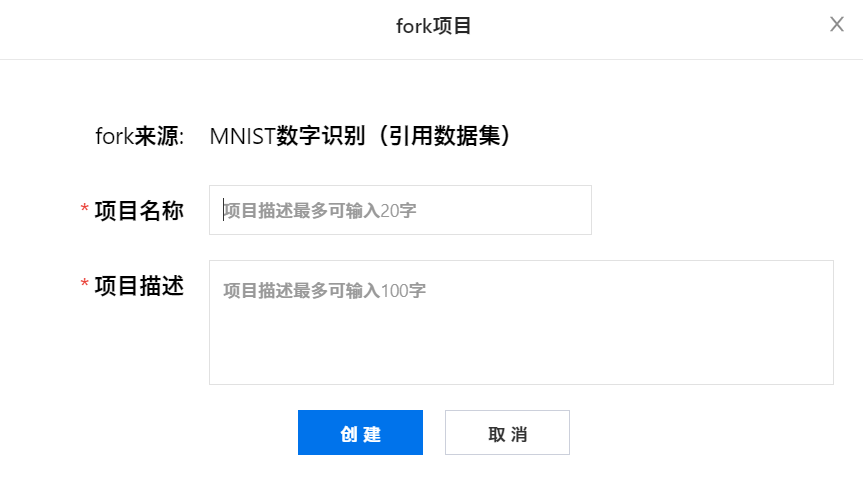 fork项目
fork来源: MNIST数字识别（引用数据集）
* 项目名称 项目描述最多可输入20字
* 项目描述 项目描述最多可输入100字
创 建 取 消